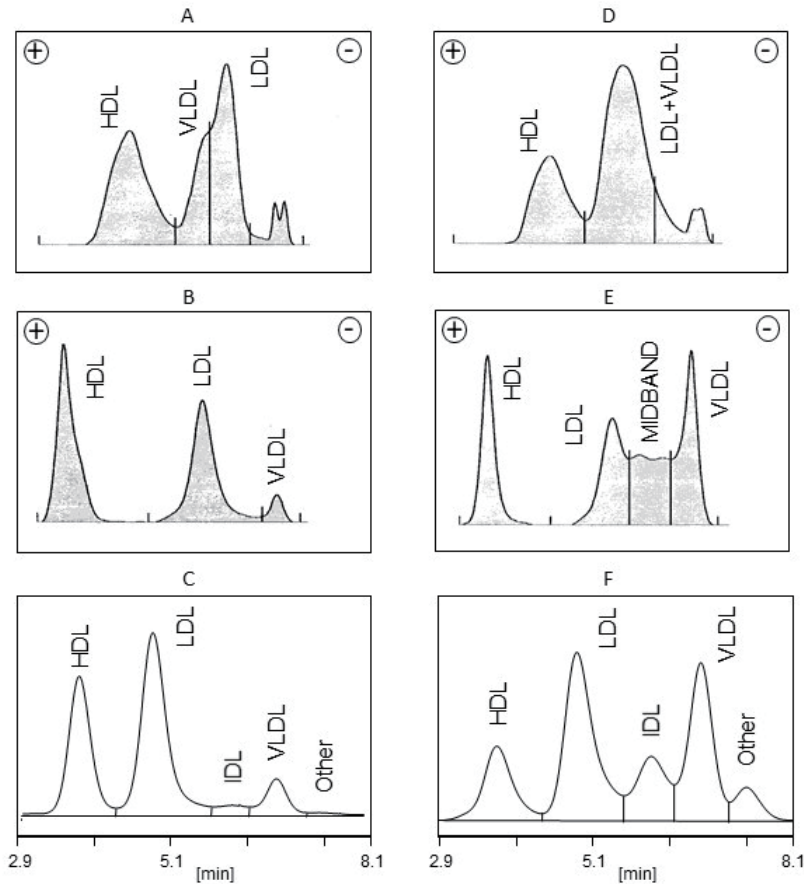 A
+
-
HDL
VLDL
LDL
D
+
-
HDL
LDL+VLDL
B
+
-
HDL
LDL
VLDL
E
+
-
HDL
LDL
MIDBAND
VLDL
C
HDL
LDL
IDL
VLDL
Other
2.9
5.1
8.1
[min]
F
HDL
LDL
IDL
VLDL
Other
2.9
5.1
8.1
[min]